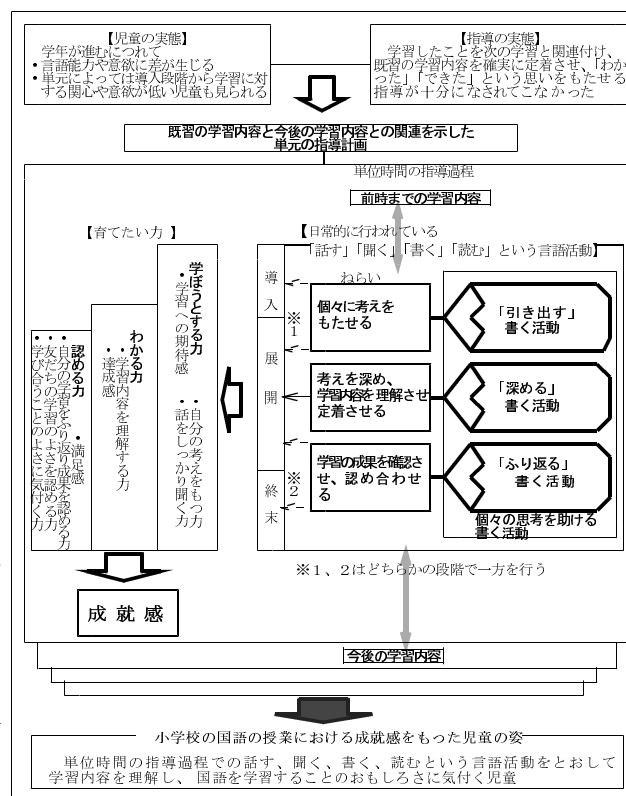 【児童の実態】
学年が進むにつれて
・言語能力や意欲に差が生じる
・単元によっては導入段階から学習に対
する関心や意欲が低い児童も見られる
【指導の実態】
学習したことを次の学習と関連付け、
既習の学習内容を確実に定着させ、「わか
った」「できた」という思いをもたせる
指導が十分になされてこなかった
既習の学習内容と今後の学習内容との関連を示した
単元の指導計画
単位時間の指導過程
前時までの学習内容
【育てたい力 】
【日常的に行われている
「話す」「聞く」「書く」「読む」という言語活動】
学ぼうとする力
・学習への期待感
・自分の考えをもつ力
・話をしっかり聞く力
わかる力
・学習内容を理解する力
・達成感
認める力
・満足感
・自分の学習をふり返り成果を認める力
・友だちの学習のよさを認める力
・学び合うことのよさに気付く力
導入
※1
展開
※2
終末
ねらい
個々に考えを
もたせる
考えを深め、
学習内容を理解させ
定着させる
学習の成果を確認さ
せ、認め合わせ
る
「引き出す」
書く活動
「深める」
書く活動
「ふり返る」
書く活動
個々の思考を助ける
書く活動
※1、2はどちらかの段階で一方を行う
成就感
今後の学習内容
小学校の国語の授業における成就感をもった児童の姿
単位時間の指導過程での話す、聞く、書く、読むという言語活動をとおして
学習内容を理解し、国語を学習することのおもしろさに気付く児童